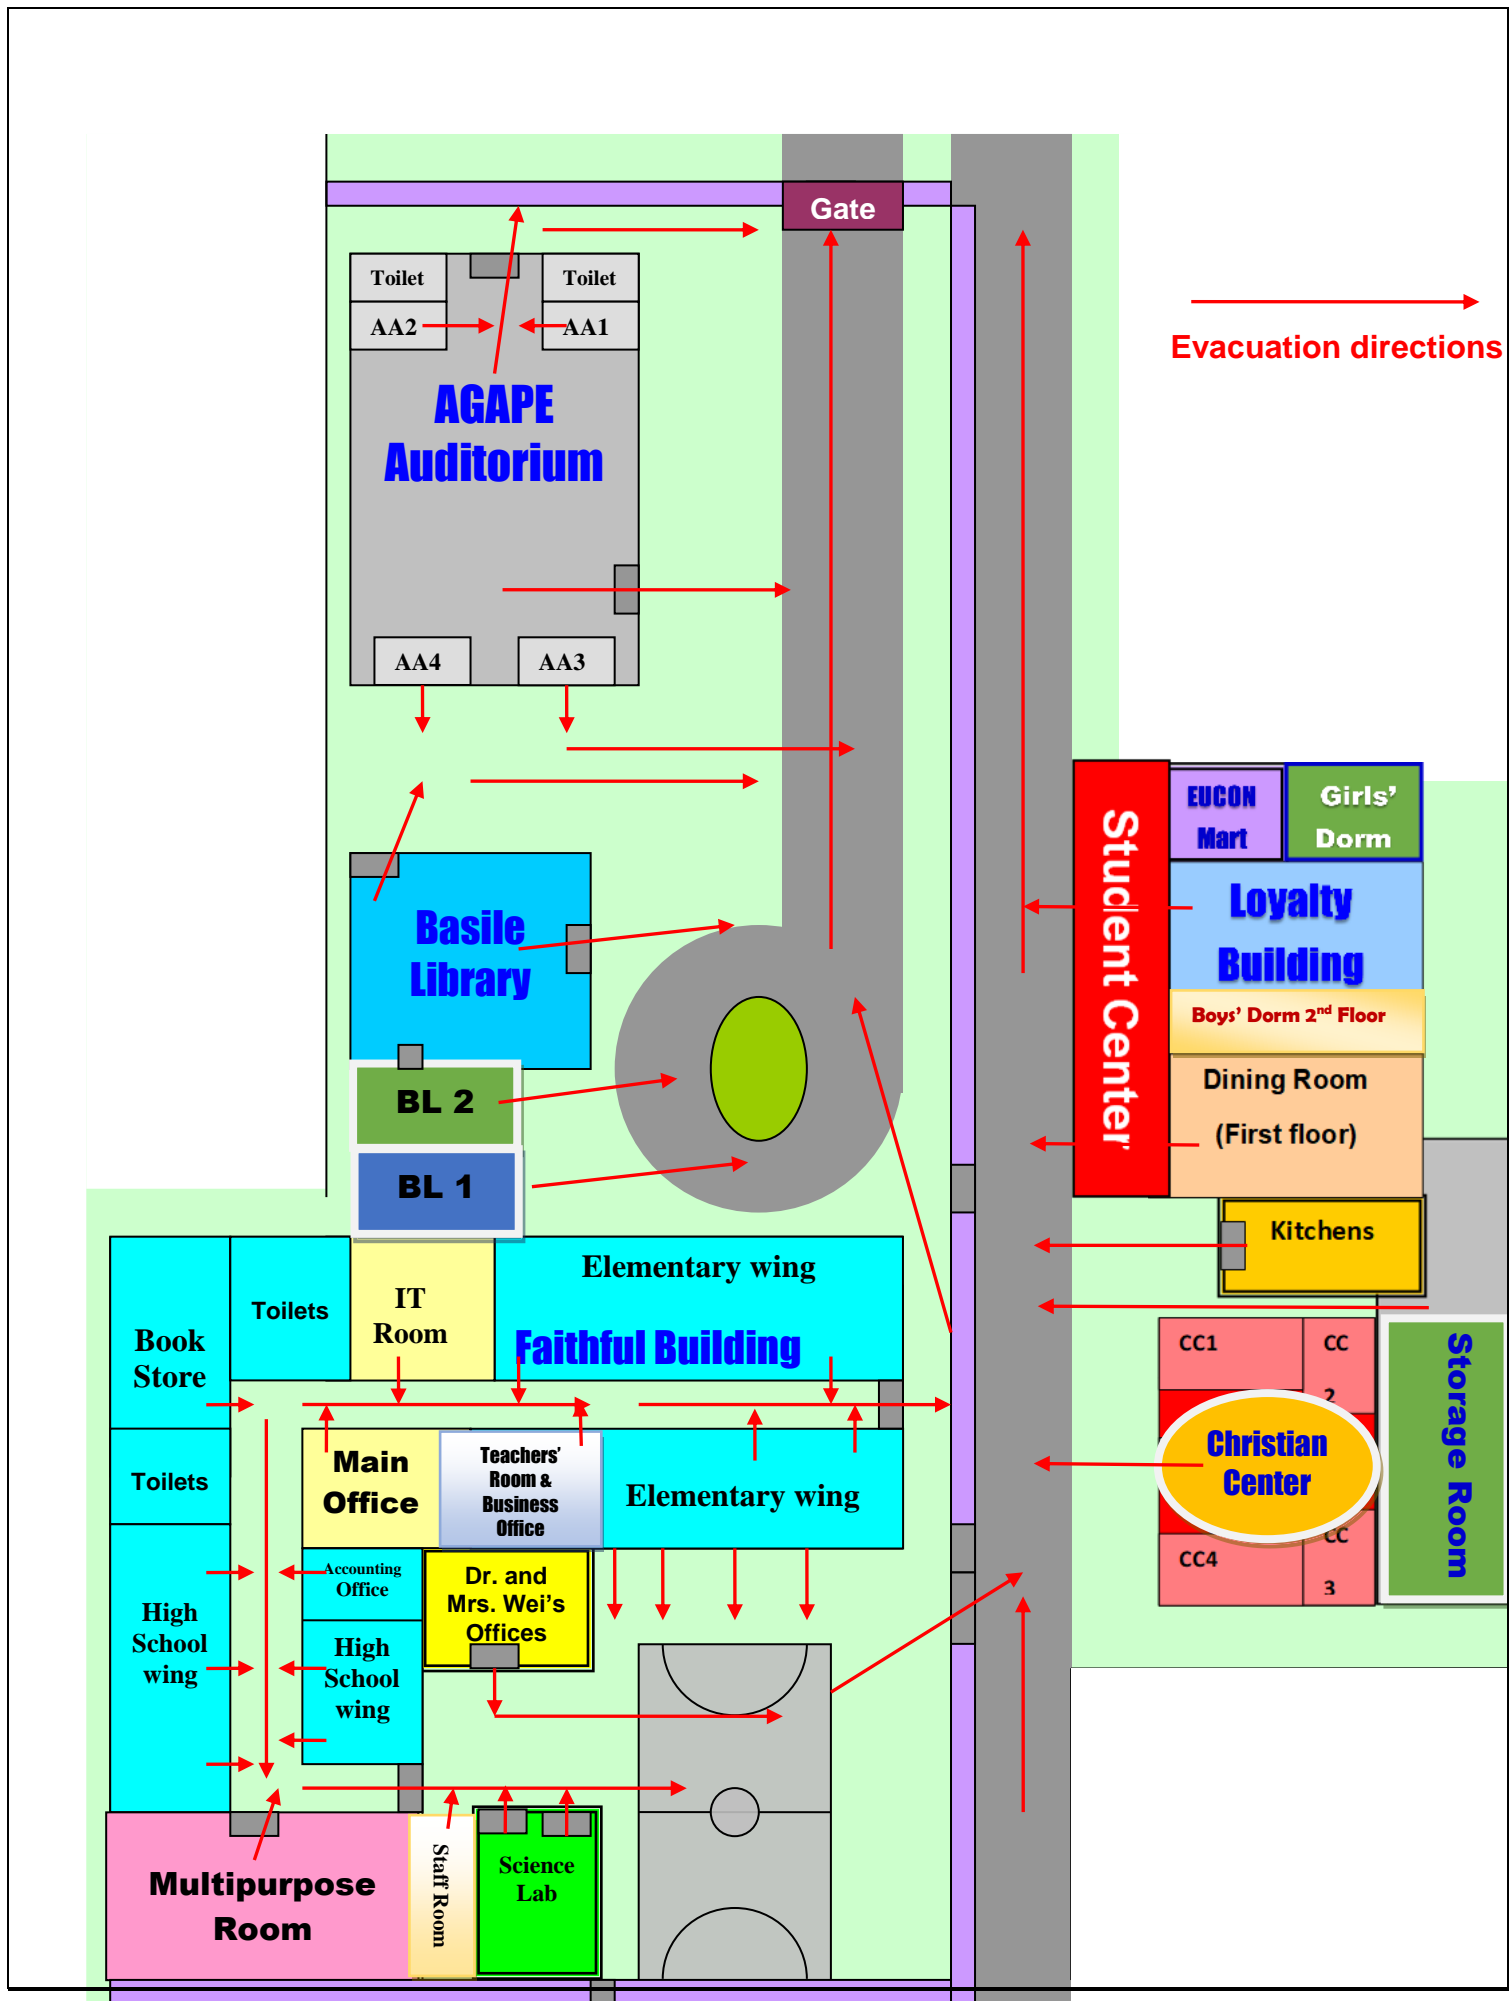 Gate
Toilet
Toilet
AA2
AA1
Evacuation directions
AGAPE
Auditorium
AA4
AA3
EUCON
Mart
Girls’
Dorm
Student Center
Loyalty
Building
Basile
Library
Boys’ Dorm 2nd Floor
Dining Room
(First floor)
BL 2
BL 1
Kitchens
Elementary wing
Toilets
IT
Room
Book
Store
Faithful Building
CC1
CC
2
Storage Room
Christian
Center
Toilets
Main
Office
Teachers’
Room &
Business
Office
Elementary wing
CC4
CC
3
Accounting
Office
Dr. and
Mrs. Wei’s
Offices
High
School
wing
High
School
wing
Staff Room
Science
Lab
Multipurpose
Room